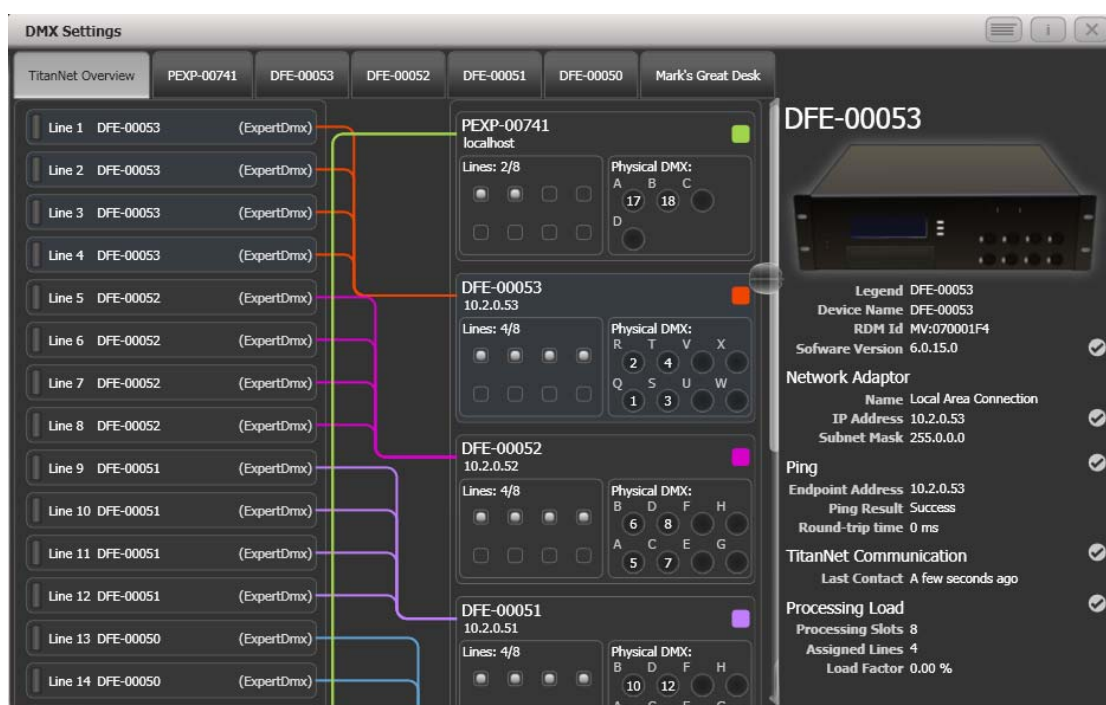 DMX Settings
i
TitanNet Overview PEXP-00741 DFE-00053 DFE-00052 DFE-00051 DFE-00050 Mark's Great Desk
Line 1 DFE-00053 (ExpertDmx)
Line 2 DFE-00053 (ExpertDmx)
Line 3 DFE-00053 (ExpertDmx)
Line 4 DFE-00053 (ExpertDmx)
Line 5 DFE-00052 (ExpertDmx)
Line 6 DFE-00052 (ExpertDmx)
Line 7 DFE-00052 (ExpertDmx)
Line 8 DFE-00052 (ExpertDmx)
Line 9 DFE-00051 (ExpertDmx)
Line 10 DFE-00051 (ExpertDmx)
Line 11 DFE-00051 (ExpertDmx)
Line 12 DFE-00051 (ExpertDmx)
Line 13 DFE-00050 (ExpertDmx)
Line 14 DFE-00050 (ExpertDmx)
PEXP-00741
localhost
Lines: 2/8 Physical DMX:
A B C
17 18
D
DFE-00053
10.2.0.53
Lines: 4/8 Physical DMX:
R T V X
2 4
Q S U W
1 3
DFE-00052
10.2.0.52
Lines: 4/8 Physical DMX:
B D F H
6 8
A C E G
5 7
DFE-00051
10.2.0.51
Lines: 4/8 Physical DMX:
B D F H
10 12
DFE-00053
Legend DFE-00053
Device Name DFE-00053
RDM Id MV:070001F4
Sofware Version 6.0.15.0
Network Adaptor
Name Local Area Connection
IP Address 10.2.0.53
Subnet Mask 255.0.0.0
Ping
Endpoint Address 10.2.0.53
Ping Result Success
Round-trip time 0 ms
TitanNet Communication
Last Contact A few seconds ago
Processing Load
Processing Slots 8
Assigned Lines 4
Load Factor 0.00 %